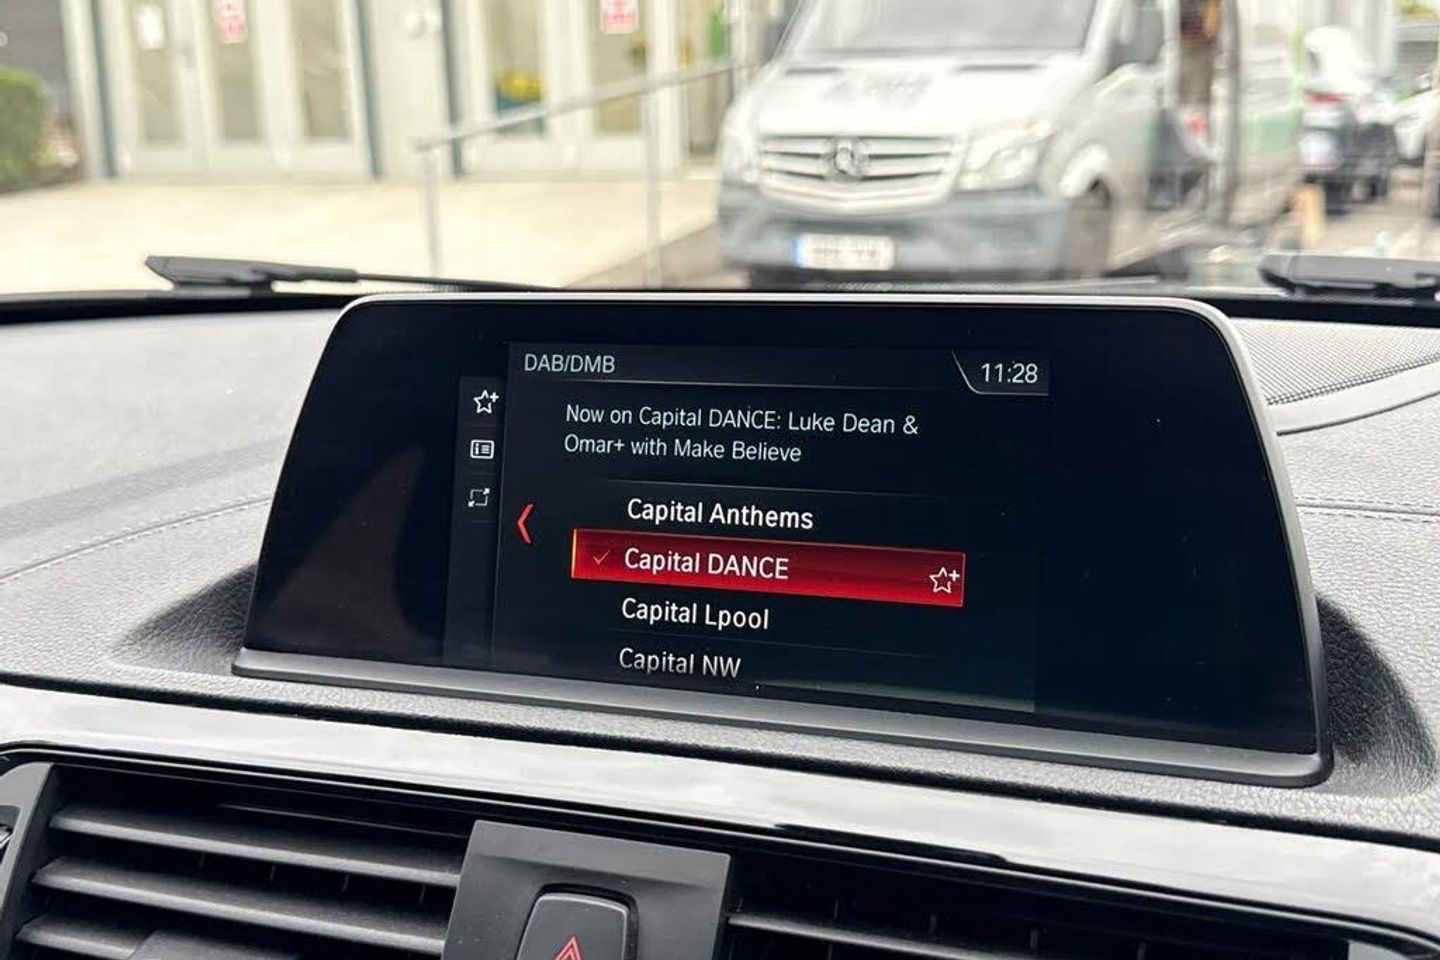 DAB/DMB
11:28
Now on Capital DANCE: Luke Dean &
Omar+ with Make Believe
Capital Anthems
Capital DANCE
Capital Lpool
Capital NW